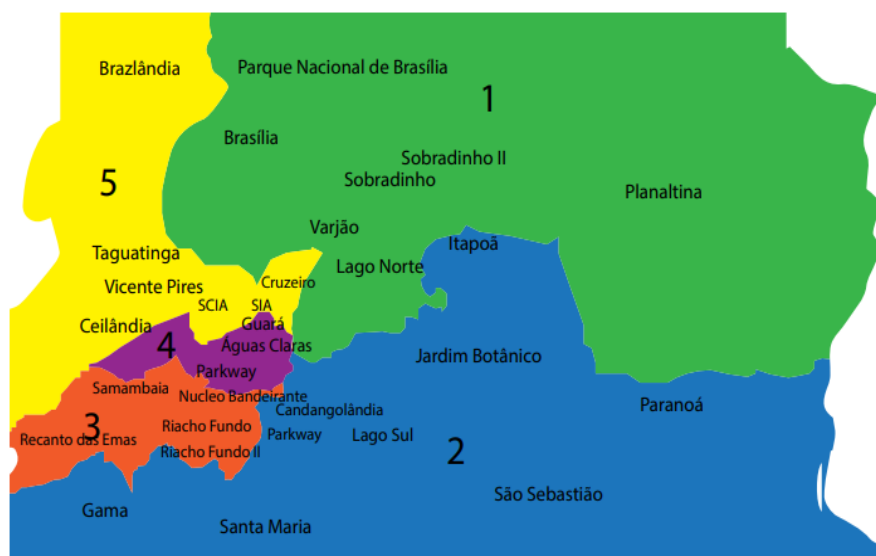 Brazlândia
Parque Nacional de Brasília
1
Brasília
Sobradinho II
Sobradinho
5
Planaltina
Varjão
Itapoã
Taguatinga
Lago Norte
Vicente Pires
Cruzeiro
SCIA
SIA
Ceilândia
Guará
4
Águas Claras
Jardim Botânico
Parkway
Samambaia
Nucleo Bandeirante
Paranoá
Candangolândia
3
Riacho Fundo
Parkway
Lago Sul
Recanto das Emas
Riacho Fundo II
2
São Sebastião
Gama
Santa Maria